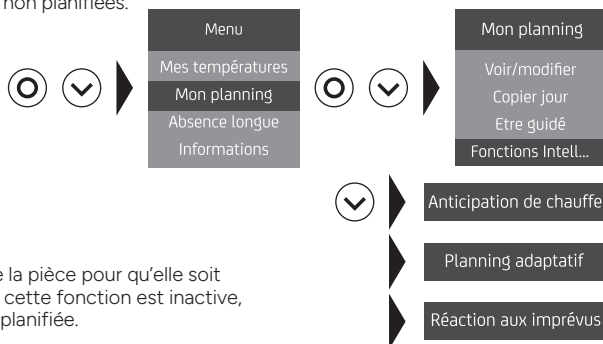 non planifiées.
Menu
Mes températures
Mon planning
Absence longue
Informations
Mon planning
Voir/modifier
Copier jour
Etre guidé
Fonctions Intell...
Anticipation de chauffe
Planning adaptatif
Réaction aux imprévus
la pièce pour qu'elle soit
cette fonction est inactive,
planifiée.